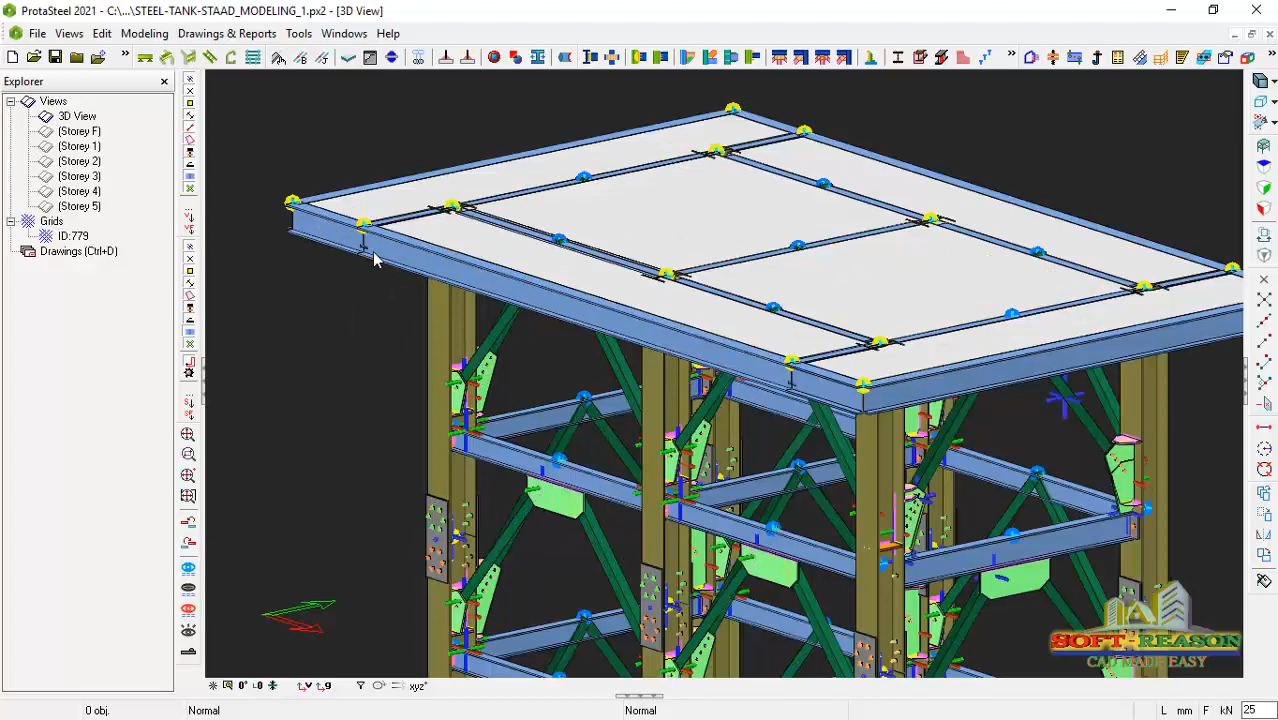 ProtaSteel 2021 - C:\...\STEEL-TANK-STAAD_MODELING_1.px2 - [3D View]
File Views Edit Modeling Drawings & Reports Tools Windows Help
Explorer
Views
3D View
(Storey F)
(Storey 1)
(Storey 2)
(Storey 3)
(Storey 4)
(Storey 5)
Grids
ID:779
Drawings (Ctrl+D)
SOFT-REASON
CAD MADE EASY
0 obj. Normal Normal L mm F kN 25